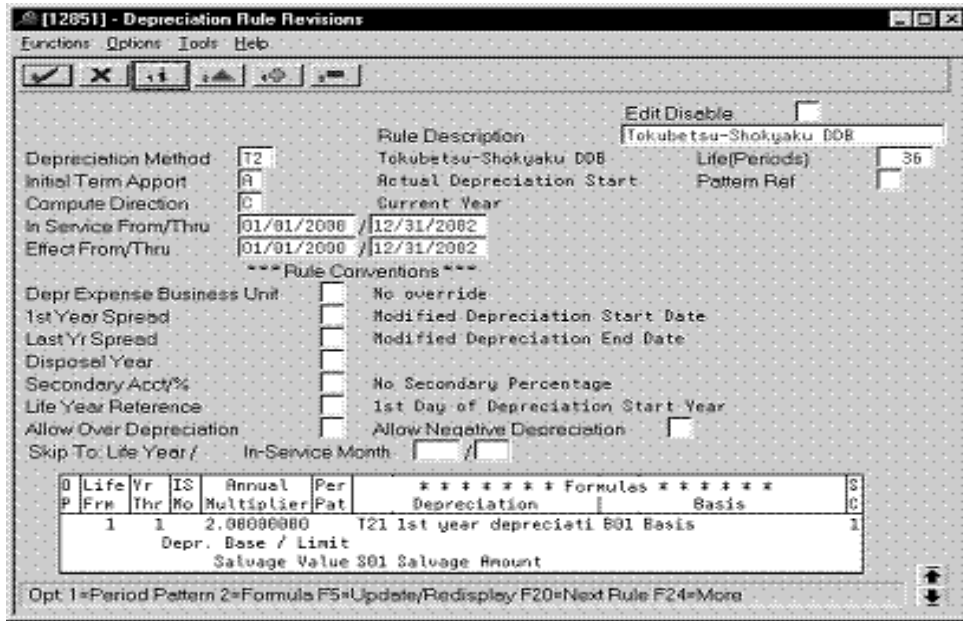 [12851] - Depreciation Rule Revisions
Functions Options Tools Help
Edit Disable
Rule Description Tokubetsu-Shokyaku DDB
Depreciation Method T2 Tokubetsu-Shokyaku DDB Life(Periods) 36
Initial Term Apport A Actual Depreciation Start Pattern Ref
Compute Direction C Current Year
In Service From/Thru 01/01/2000 / 12/31/2002
Effect From/Thru 01/01/2000 / 12/31/2002
*** Rule Conventions ***
Depr Expense Business Unit No override
1st Year Spread Modified Depreciation Start Date
Last Yr Spread Modified Depreciation End Date
Disposal Year
Secondary Acct/% No Secondary Percentage
Life Year Reference 1st Day of Depreciation Start Year
Allow Over Depreciation Allow Negative Depreciation
Skip To: Life Year / In-Service Month /
O Life Yr IS Annual Per * * * * * * * Formulas * * * * * * S
P Frm Thr Mo Multiplier Pat Depreciation | Basis C
1 1 2.00000000 T21 1st year depreciati B01 Basis 1
Depr. Base / Limit
Salvage Value S01 Salvage Amount
Opt: 1=Period Pattern 2=Formula F5=Update/Redisplay F20=Next Rule F24=More